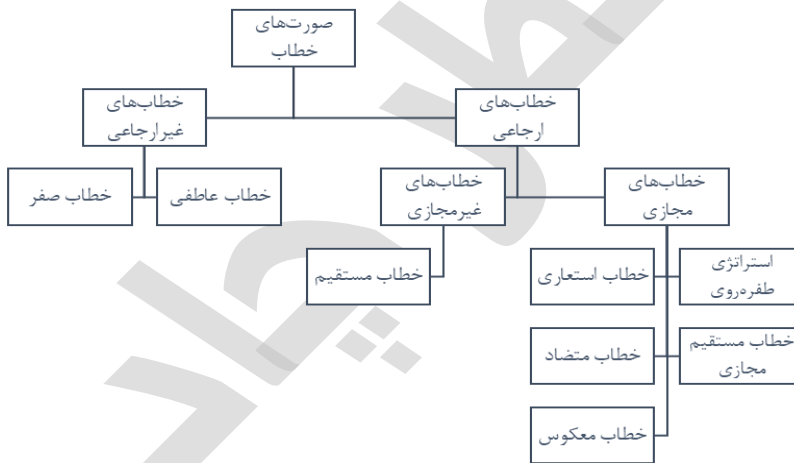 صورت‌های
خطاب
خطاب‌های
ارجاعی
خطاب‌های
غیرارجاعی
خطاب‌های
مجازی
خطاب‌های
غیرمجازی
خطاب عاطفی
خطاب صفر
استراتژی
طفره‌روی
خطاب استعاری
خطاب مستقیم
خطاب مستقیم
مجازی
خطاب متضاد
خطاب معکوس